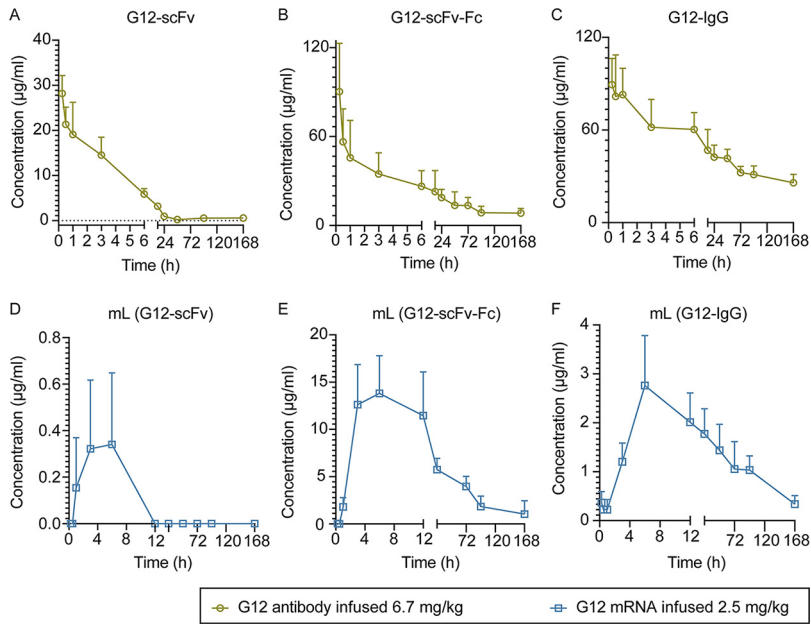 A
G12-scFv
Concentration (µg/ml)
40
30
20
10
0
0 1 2 3 4 5 6 24 72 120 168
Time (h)
B
G12-scFv-Fc
Concentration (µg/ml)
120
60
0
0 1 2 3 4 5 6 24 72 120 168
Time (h)
C
G12-IgG
Concentration (µg/ml)
120
60
0
0 1 2 3 4 5 6 24 72 120 168
Time (h)
D
mL (G12-scFv)
Concentration (µg/ml)
0.8
0.6
0.4
0.2
0.0
0 4 8 12 72 120 168
Time (h)
E
mL (G12-scFv-Fc)
Concentration (µg/ml)
20
15
10
5
0
0 4 8 12 72 120 168
Time (h)
F
mL (G12-IgG)
Concentration (µg/ml)
4
3
2
1
0
0 4 8 12 72 120 168
Time (h)
G12 antibody infused 6.7 mg/kg
G12 mRNA infused 2.5 mg/kg